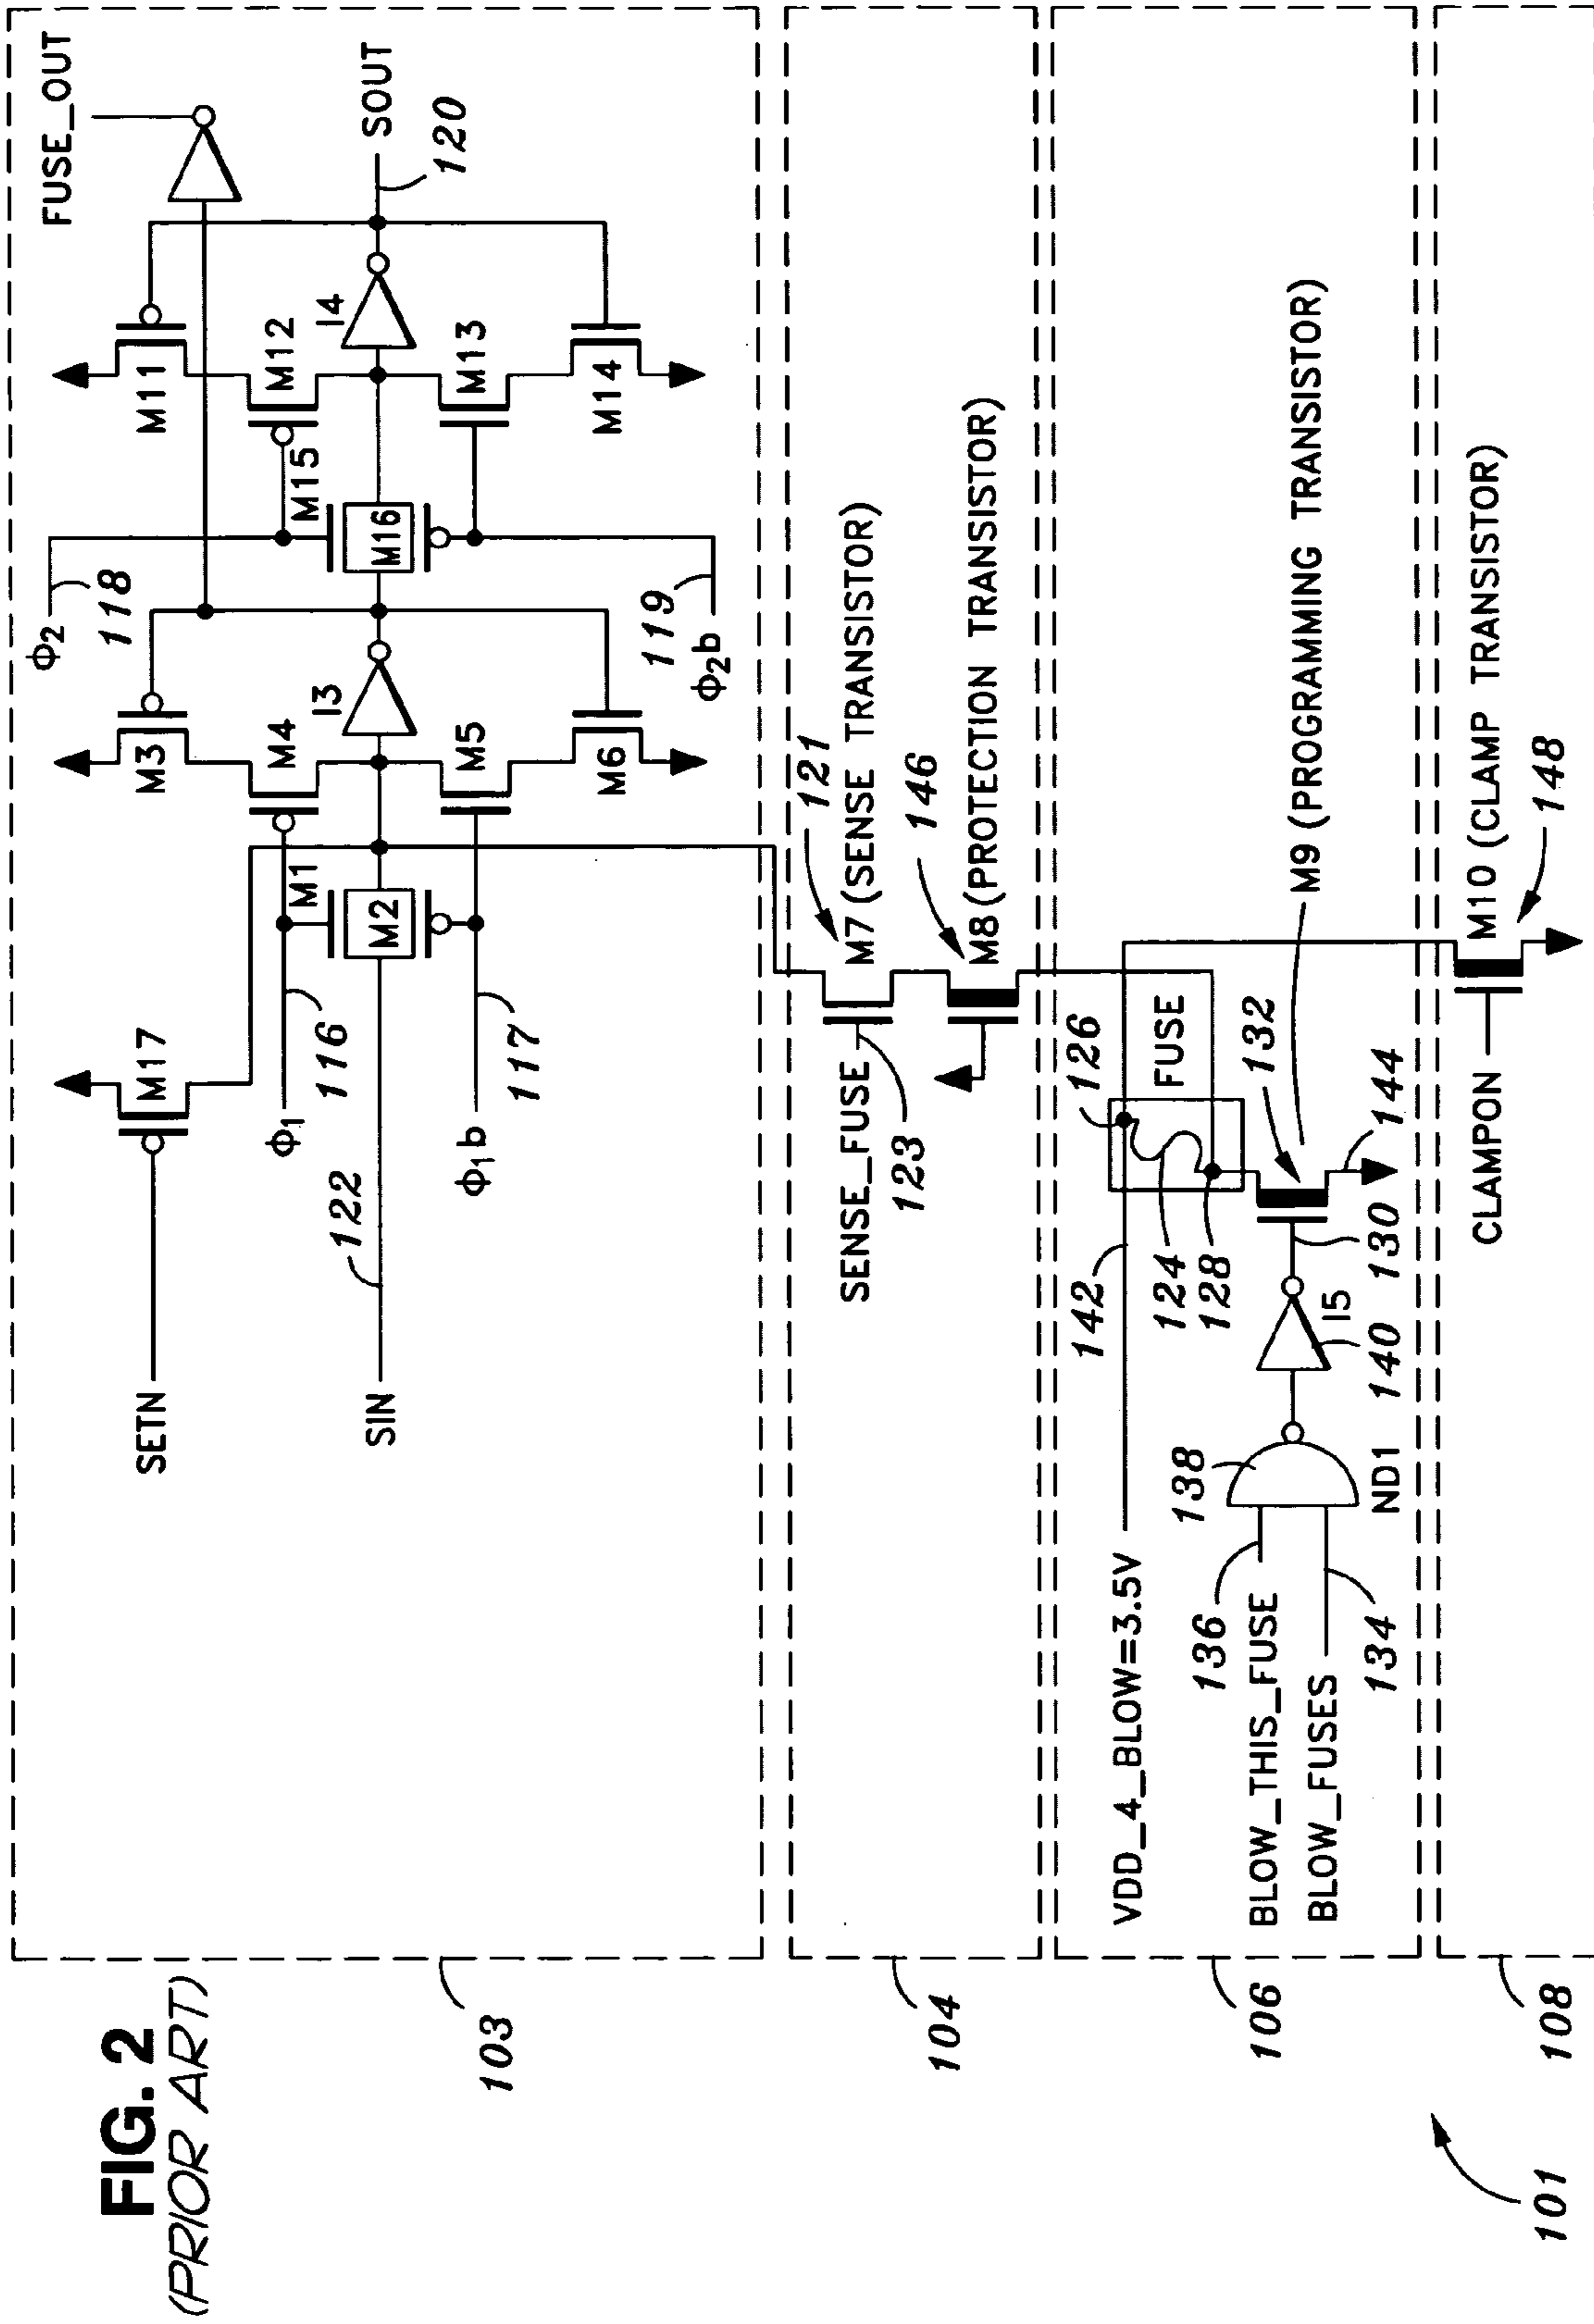 FIG. 2
(PRIOR ART)
101
103
104
106
108
SETN
M17
SIN
122
Φ1
116
Φ1b
117
M1
M2
M3
M4
M5
M6
I3
Φ2
118
Φ2b
119
M15
M16
M11
M12
M13
M14
I4
FUSE_OUT
SOUT
120
SENSE_FUSE
123
M7 (SENSE TRANSISTOR)
121
146
M8 (PROTECTION TRANSISTOR)
VDD_4_BLOW=3.5V
142
126
FUSE
124
128
132
M9 (PROGRAMMING TRANSISTOR)
144
130
BLOW_THIS_FUSE
136
BLOW_FUSES
134
138
ND1
140
I5
CLAMPON
M10 (CLAMP TRANSISTOR)
148